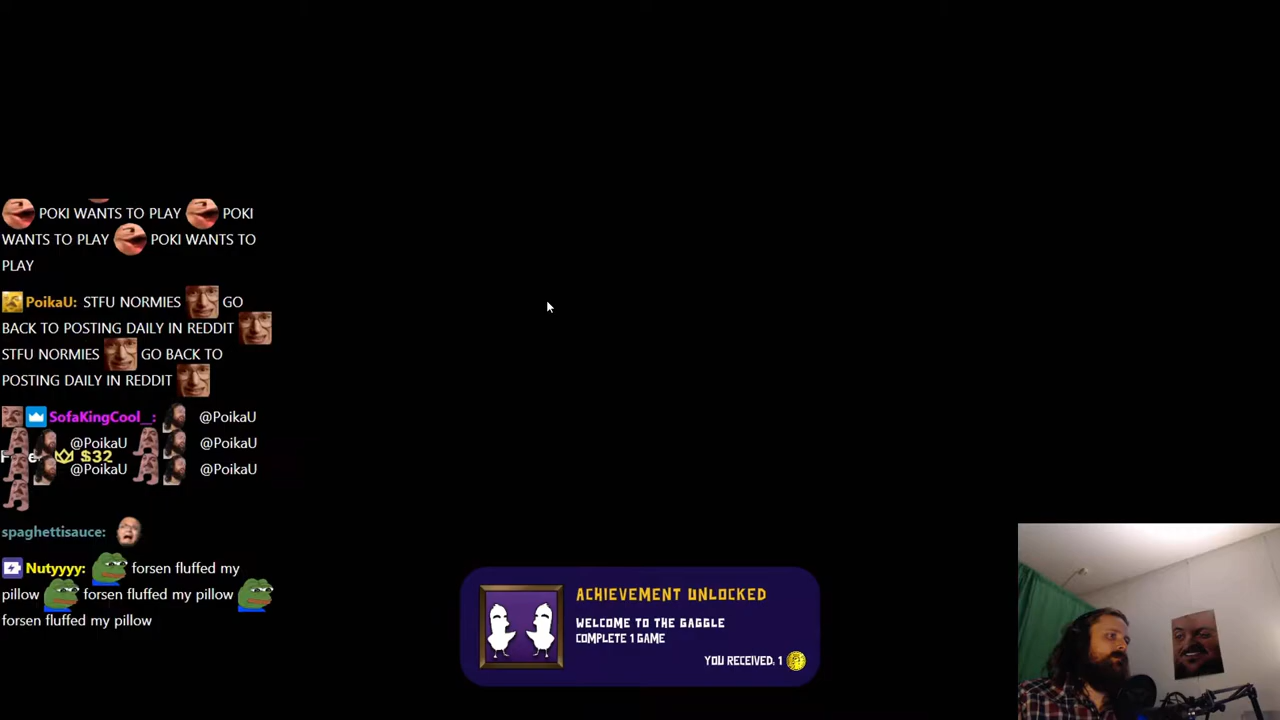 POKI WANTS TO PLAY POKI
WANTS TO PLAY POKI WANTS TO
PLAY
PoikaU: STFU NORMIES GO
BACK TO POSTING DAILY IN REDDIT
STFU NORMIES GO BACK TO
POSTING DAILY IN REDDIT
SofaKingCool__: @PoikaU
@PoikaU @PoikaU
$32
@PoikaU @PoikaU
spaghettisauce:
Nutyyyy: forsen fluffed my
pillow forsen fluffed my pillow
forsen fluffed my pillow
ACHIEVEMENT UNLOCKED
WELCOME TO THE GAGGLE
COMPLETE 1 GAME
YOU RECEIVED: 1